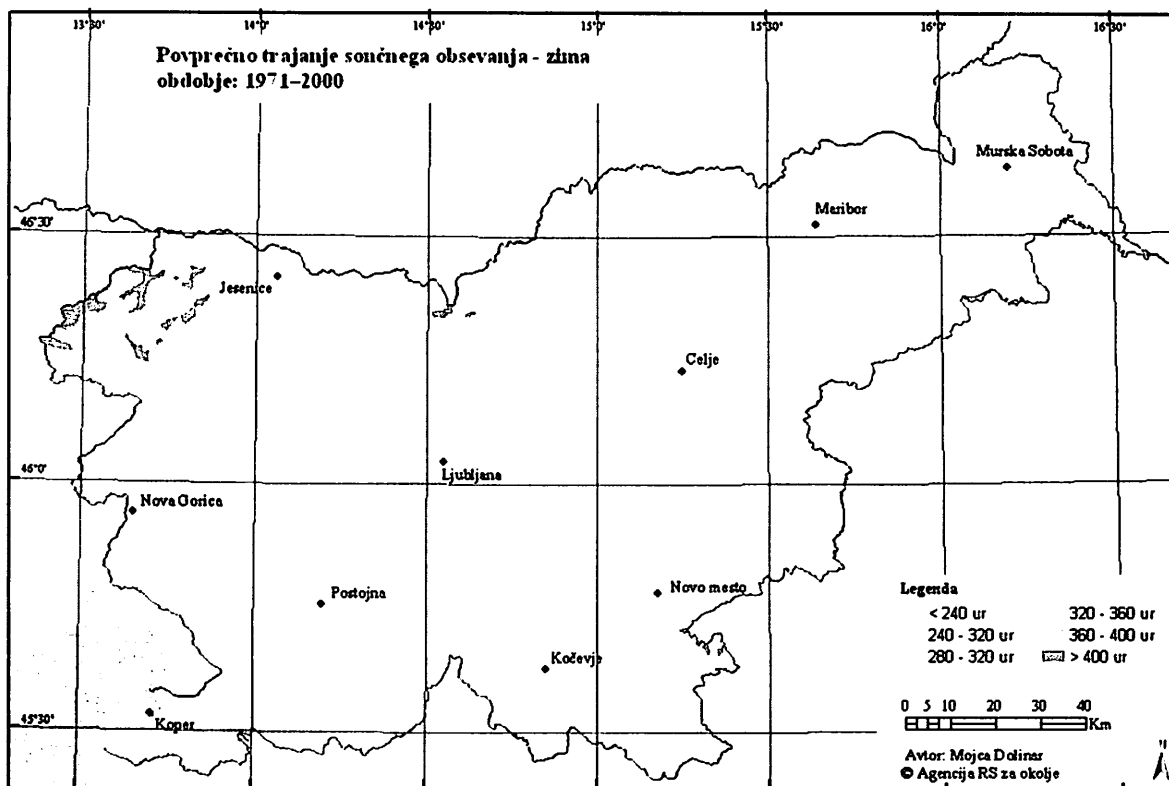 13°30' 14°0' 14°30' 15°0' 15°30' 16°0' 16°30'
Povprečno trajanje sončnega obsevanja - zima
obdobje: 1971–2000
Murska Sobota
Maribor
46°30'
Jesenice
Celje
Ljubljana
46°0'
Nova Gorica
Postojna
Novo mesto
Kočevje
Koper
45°30'
Legenda
< 240 ur 320 - 360 ur
240 - 320 ur 360 - 400 ur
280 - 320 ur > 400 ur
0 5 10 20 30 40
Km
Avtor: Mojca Dolinar
© Agencija RS za okolje